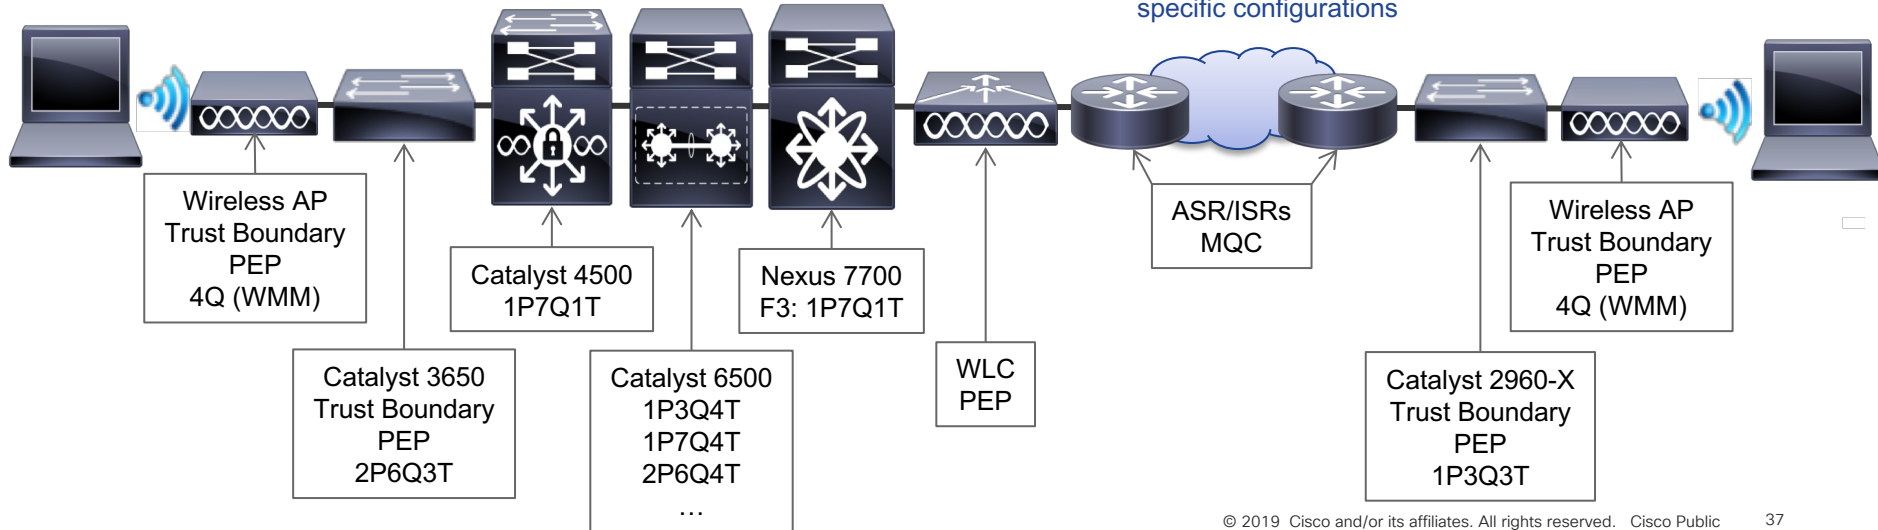 specific configurations
Wireless AP
Trust Boundary
PEP
4Q (WMM)
Catalyst 3650
Trust Boundary
PEP
2P6Q3T
Catalyst 4500
1P7Q1T
Catalyst 6500
1P3Q4T
1P7Q4T
2P6Q4T
…
Nexus 7700
F3: 1P7Q1T
WLC
PEP
ASR/ISRs
MQC
Catalyst 2960-X
Trust Boundary
PEP
1P3Q3T
Wireless AP
Trust Boundary
PEP
4Q (WMM)
© 2019 Cisco and/or its affiliates. All rights reserved. Cisco Public 37